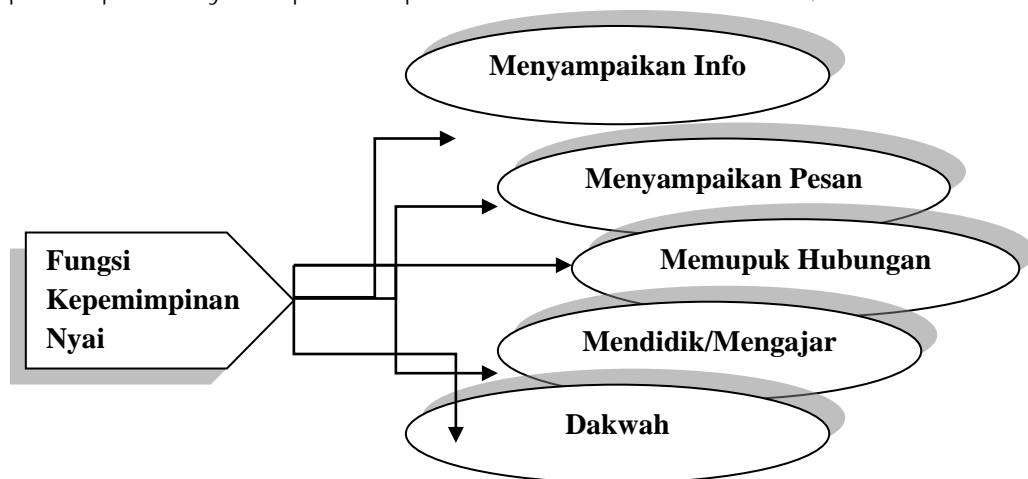 Menyampaikan Info
Menyampaikan Pesan
Fungsi
Kepemimpinan
Nyai
Memupuk Hubungan
Mendidik/Mengajar
Dakwah